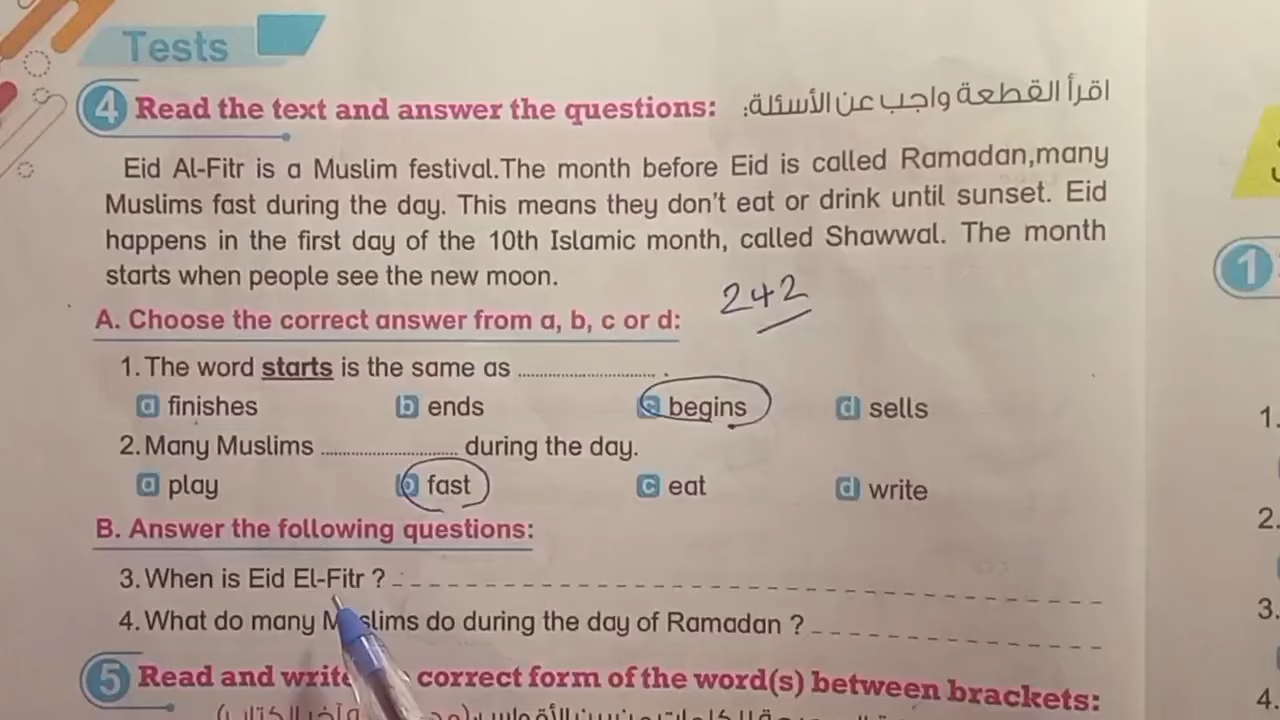 Tests
4 Read the text and answer the questions: اقرأ القطعة واجب عن الأسئلة:
Eid Al-Fitr is a Muslim festival.The month before Eid is called Ramadan,many
Muslims fast during the day. This means they don't eat or drink until sunset. Eid
happens in the first day of the 10th Islamic month, called Shawwal. The month
starts when people see the new moon.
242
A. Choose the correct answer from a, b, c or d:
1. The word starts is the same as .............................. .
a finishes b ends c begins d sells
2. Many Muslims .............................. during the day.
a play b fast c eat d write
B. Answer the following questions:
3. When is Eid El-Fitr ?
4. What do many Muslims do during the day of Ramadan ?
5 Read and write correct form of the word(s) between brackets:
1
1.
2.
3.
4.